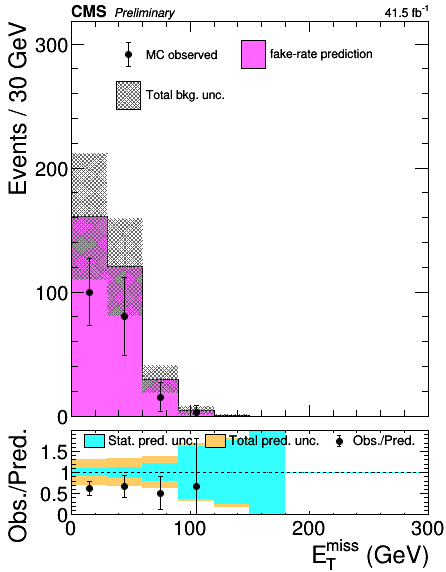 CMS Preliminary 41.5 fb⁻¹
Events / 30 GeV
300
200
100
0
MC observed
fake-rate prediction
Total bkg. unc.
Obs./Pred.
1.5
1
0.5
0
Stat. pred. unc.
Total pred. unc.
Obs./Pred.
0 100 200 300
E_T^miss (GeV)